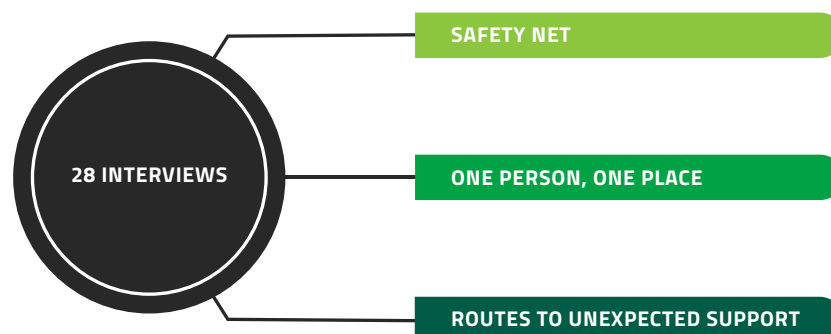 SAFETY NET
28 INTERVIEWS
ONE PERSON, ONE PLACE
ROUTES TO UNEXPECTED SUPPORT